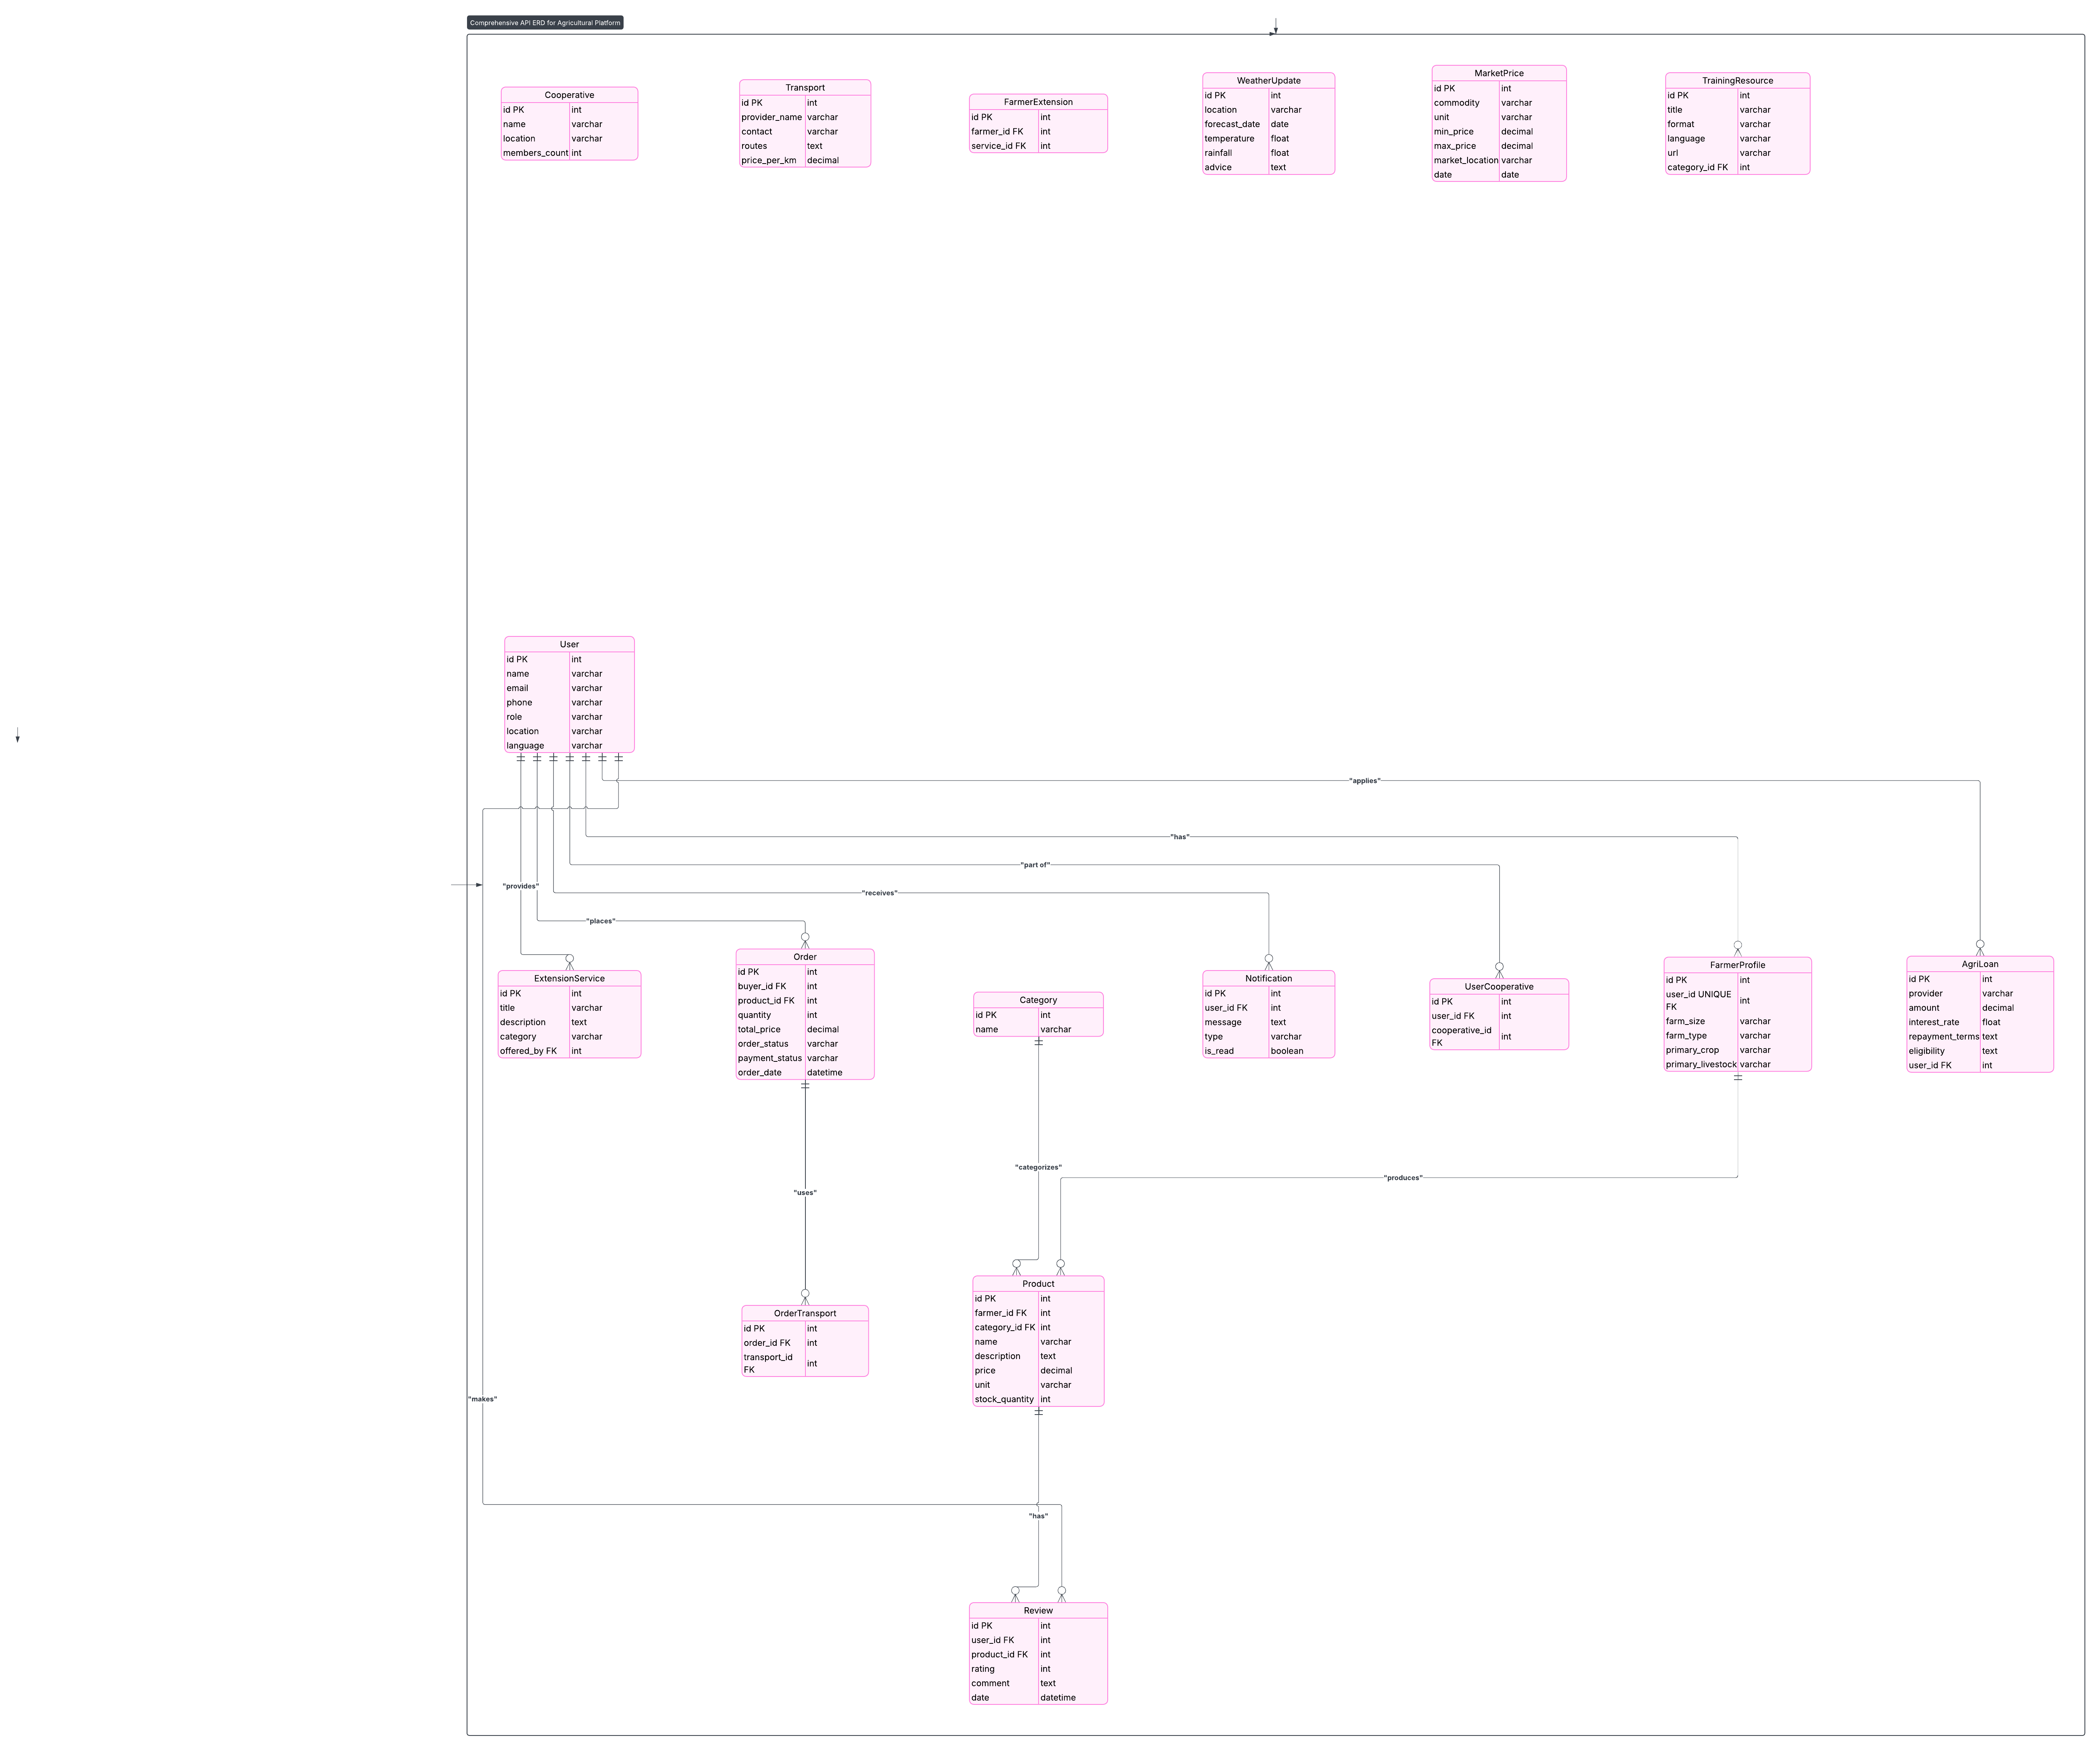 Comprehensive API ERD for Agricultural Platform
Cooperative
id PK int
name varchar
location varchar
members_count int
Transport
id PK int
provider_name varchar
contact varchar
routes text
price_per_km decimal
FarmerExtension
id PK int
farmer_id FK int
service_id FK int
WeatherUpdate
id PK int
location varchar
forecast_date date
temperature float
rainfall float
advice text
MarketPrice
id PK int
commodity varchar
unit varchar
min_price decimal
max_price decimal
market_location varchar
date date
TrainingResource
id PK int
title varchar
format varchar
language varchar
url varchar
category_id FK int
User
id PK int
name varchar
email varchar
phone varchar
role varchar
location varchar
language varchar
"applies"
"has"
"part of"
"provides"
"receives"
"places"
ExtensionService
id PK int
title varchar
description text
category varchar
offered_by FK int
Order
id PK int
buyer_id FK int
product_id FK int
quantity int
total_price decimal
order_status varchar
payment_status varchar
order_date datetime
Category
id PK int
name varchar
Notification
id PK int
user_id FK int
message text
type varchar
is_read boolean
UserCooperative
id PK int
user_id FK int
cooperative_id
FK int
FarmerProfile
id PK int
user_id UNIQUE
FK int
farm_size varchar
farm_type varchar
primary_crop varchar
primary_livestock varchar
AgriLoan
id PK int
provider varchar
amount decimal
interest_rate float
repayment_terms text
eligibility text
user_id FK int
"categorizes"
"produces"
"uses"
OrderTransport
id PK int
order_id FK int
transport_id
FK int
Product
id PK int
farmer_id FK int
category_id FK int
name varchar
description text
price decimal
unit varchar
stock_quantity int
"makes"
"has"
Review
id PK int
user_id FK int
product_id FK int
rating int
comment text
date datetime